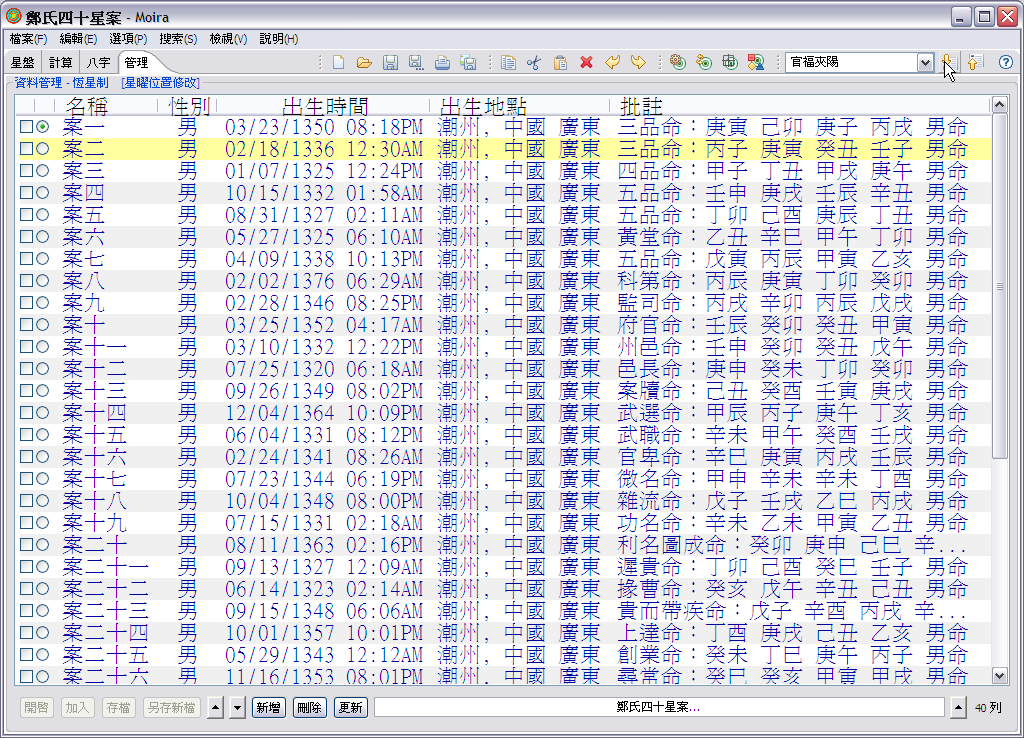 鄭氏四十星案 - Moira
檔案(F) 編輯(E) 選項(P) 搜索(S) 檢視(V) 說明(H)
星盤 計算 八字 管理 官福夾陽
資料管理 - 恆星制 [星曜位置修改]
名稱 性別 出生時間 出生地點 批註
案一 男 03/23/1350 08:18PM 潮州, 中國 廣東 三品命：庚寅 己卯 庚子 丙戌 男命
案二 男 02/18/1336 12:30AM 潮州, 中國 廣東 三品命：丙子 庚寅 癸丑 壬子 男命
案三 男 01/07/1325 12:24PM 潮州, 中國 廣東 四品命：甲子 丁丑 甲戌 庚午 男命
案四 男 10/15/1332 01:58AM 潮州, 中國 廣東 五品命：壬申 庚戌 壬辰 辛丑 男命
案五 男 08/31/1327 02:11AM 潮州, 中國 廣東 五品命：丁卯 己酉 庚辰 丁丑 男命
案六 男 05/27/1325 06:10AM 潮州, 中國 廣東 黃堂命：乙丑 辛巳 甲午 丁卯 男命
案七 男 04/09/1338 10:13PM 潮州, 中國 廣東 五品命：戊寅 丙辰 甲寅 乙亥 男命
案八 男 02/02/1376 06:29AM 潮州, 中國 廣東 科第命：丙辰 庚寅 丁卯 癸卯 男命
案九 男 02/28/1346 08:25PM 潮州, 中國 廣東 監司命：丙戌 辛卯 丙辰 戊戌 男命
案十 男 03/25/1352 04:17AM 潮州, 中國 廣東 府官命：壬辰 癸卯 癸丑 甲寅 男命
案十一 男 03/10/1332 12:22PM 潮州, 中國 廣東 州邑命：壬申 癸卯 癸丑 戊午 男命
案十二 男 07/25/1320 06:18AM 潮州, 中國 廣東 邑長命：庚申 癸未 丁卯 癸卯 男命
案十三 男 09/26/1349 08:02PM 潮州, 中國 廣東 案牘命：己丑 癸酉 壬寅 庚戌 男命
案十四 男 12/04/1364 10:09PM 潮州, 中國 廣東 武選命：甲辰 丙子 庚午 丁亥 男命
案十五 男 06/04/1331 08:12PM 潮州, 中國 廣東 武職命：辛未 甲午 癸酉 壬戌 男命
案十六 男 02/24/1341 08:26AM 潮州, 中國 廣東 官卑命：辛巳 庚寅 丙戌 壬辰 男命
案十七 男 07/23/1344 06:19PM 潮州, 中國 廣東 微名命：甲申 辛未 辛未 丁酉 男命
案十八 男 10/04/1348 08:00PM 潮州, 中國 廣東 雜流命：戊子 壬戌 乙巳 丙戌 男命
案十九 男 07/15/1331 02:18AM 潮州, 中國 廣東 功名命：辛未 乙未 甲寅 乙丑 男命
案二十 男 08/11/1363 02:16PM 潮州, 中國 廣東 利名圖成命：癸卯 庚申 己巳 辛...
案二十一 男 09/13/1327 12:09AM 潮州, 中國 廣東 遲貴命：丁卯 己酉 癸巳 壬子 男命
案二十二 男 06/14/1323 02:14AM 潮州, 中國 廣東 掾曹命：癸亥 戊午 辛丑 己丑 男命
案二十三 男 09/15/1348 06:06AM 潮州, 中國 廣東 貴而帶疾命：戊子 辛酉 丙戌 辛...
案二十四 男 10/01/1357 10:01PM 潮州, 中國 廣東 上達命：丁酉 庚戌 己丑 乙亥 男命
案二十五 男 05/29/1343 12:12AM 潮州, 中國 廣東 創業命：癸未 丁巳 庚午 丙子 男命
案二十六 男 11/16/1353 08:01PM 潮州, 中國 廣東 尋常命：癸巳 癸亥 甲寅 甲戌 男命
開啓 加入 存檔 另存新檔 新增 刪除 更新 鄭氏四十星案... 40 列